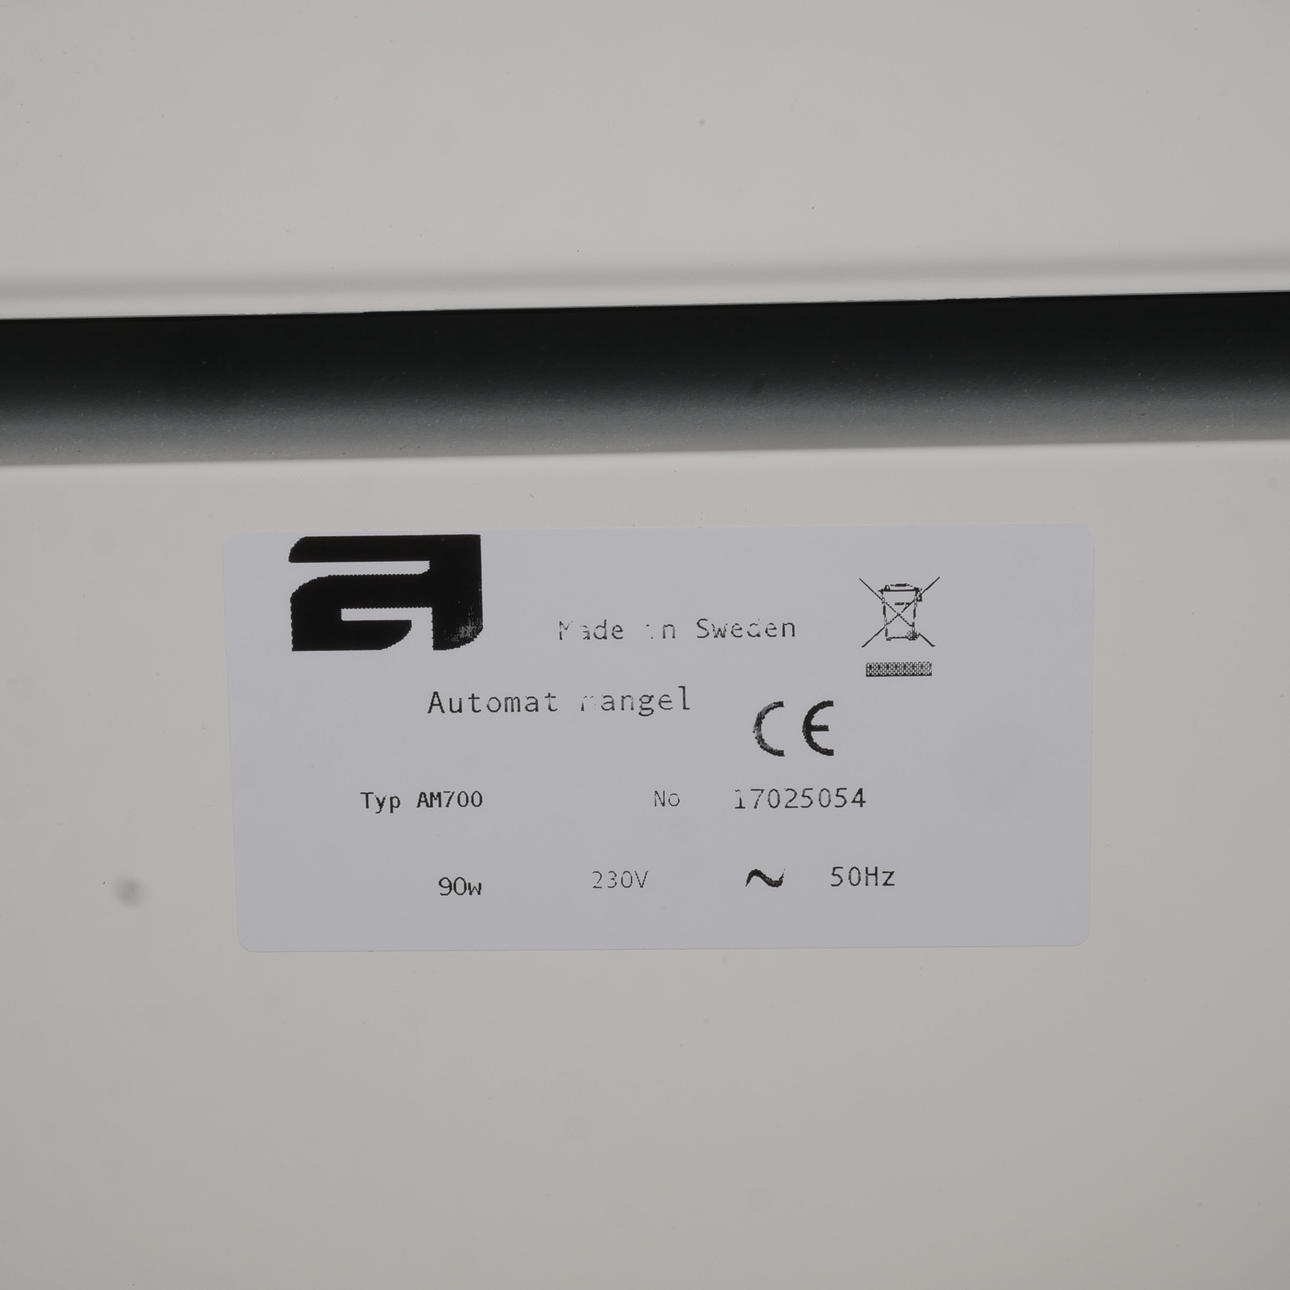 Made in Sweden
Automat mangel
CE
Typ AM700 No 17025054
90w 230V ~ 50Hz